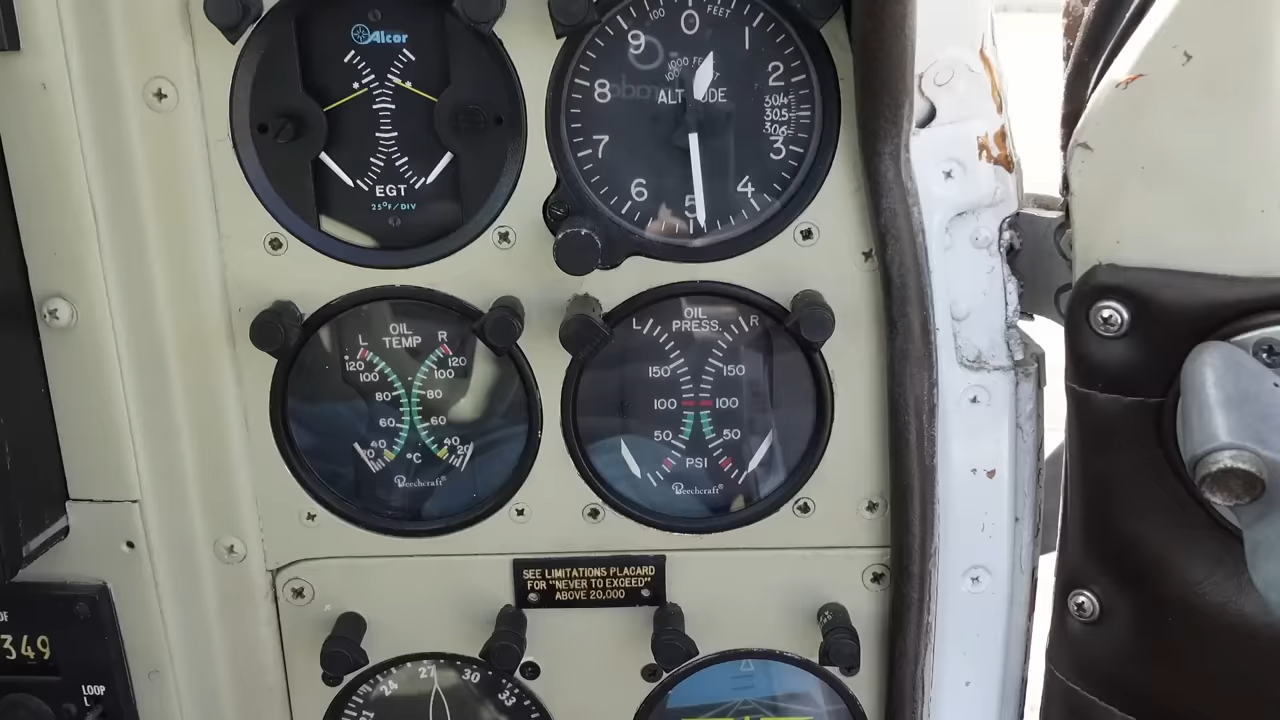 Alcor
EGT
25°F/DIV
100 FEET
0
1
2
3
4
5
6
7
8
9
1000 FEET
ALTITUDE
30.4
30.5
30.6
OIL
TEMP
L R
120 120
100 100
80 80
60 60
40 40
20 20
°C
Beechcraft®
OIL
PRESS.
L R
150 150
100 100
50 50
PSI
Beechcraft®
SEE LIMITATIONS PLACARD
FOR "NEVER TO EXCEED"
ABOVE 20,000
349
LOOP
L
24 27 30 33
21